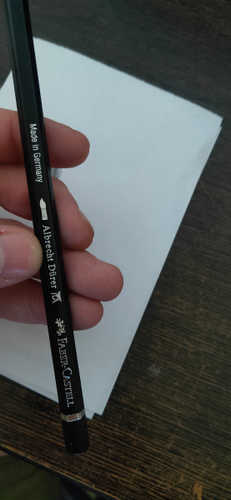 Made in Germany
Albrecht Dürer
FABER-CASTELL